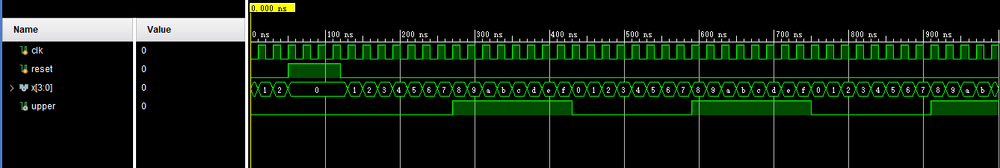 0.000 ns
Name Value
0 ns 100 ns 200 ns 300 ns 400 ns 500 ns 600 ns 700 ns 800 ns 900 ns
clk 0
reset 0
x[3:0] 0 1 2 0 1 2 3 4 5 6 7 8 9 a b c d e f 0 1 2 3 4 5 6 7 8 9 a b c d e f 0 1 2 3 4 5 6 7 8 9 a b
upper 0